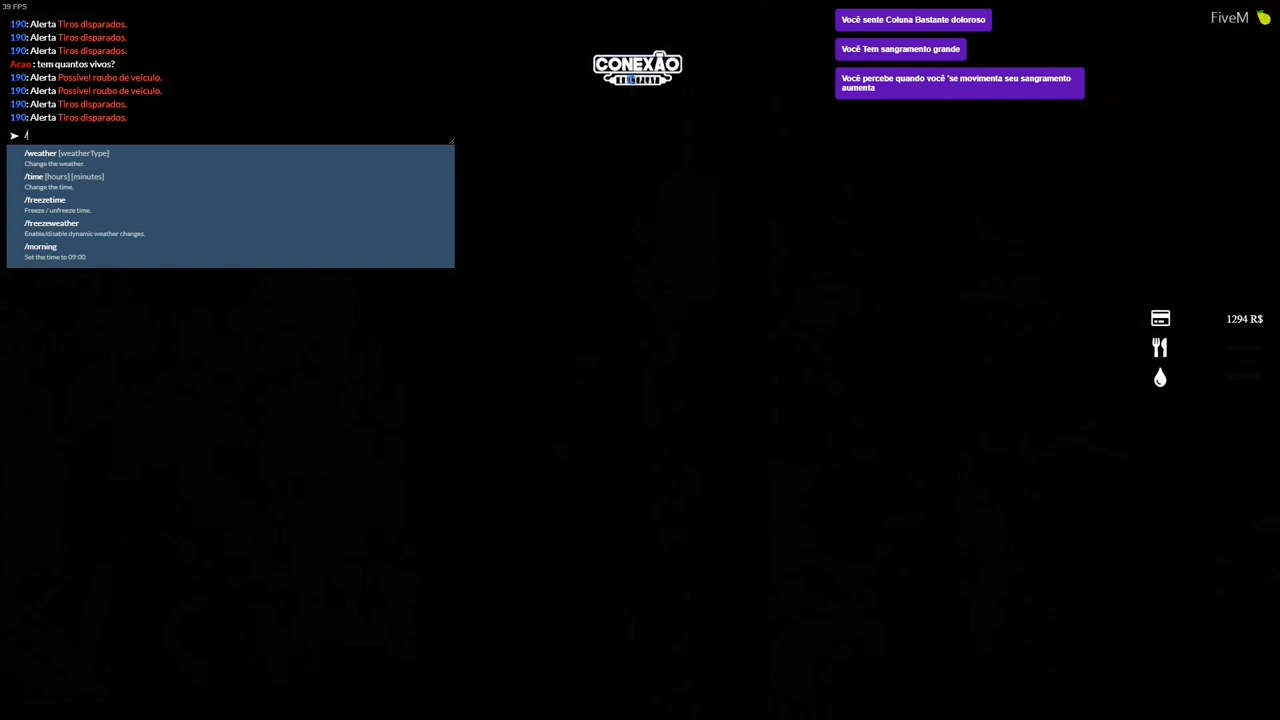 39 FPS
190: Alerta Tiros disparados.
190: Alerta Tiros disparados.
190: Alerta Tiros disparados.
Acao : tem quantos vivos?
190: Alerta Possivel roubo de veiculo.
190: Alerta Possivel roubo de veiculo.
190: Alerta Tiros disparados.
190: Alerta Tiros disparados.
➤ /
/weather [weatherType]
Change the weather.
/time [hours] [minutes]
Change the time.
/freezetime
Freeze / unfreeze time.
/freezeweather
Enable/disable dynamic weather changes.
/morning
Set the time to 09:00
CONEXÃO
Você sente Coluna Bastante doloroso
Você Tem sangramento grande
Você percebe quando você 'se movimenta seu sangramento
aumenta
FiveM
1294 R$